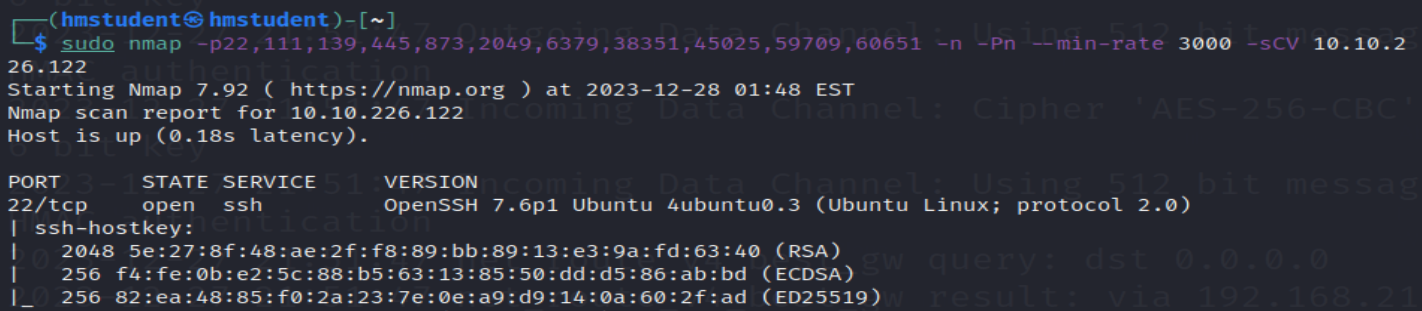 ┌──(hmstudent㉿hmstudent)-[~]
└─$ sudo nmap -p22,111,139,445,873,2049,6379,38351,45025,59709,60651 -n -Pn --min-rate 3000 -sCV 10.10.2
26.122
Starting Nmap 7.92 ( https://nmap.org ) at 2023-12-28 01:48 EST
Nmap scan report for 10.10.226.122
Host is up (0.18s latency).
PORT      STATE SERVICE     VERSION
22/tcp    open  ssh         OpenSSH 7.6p1 Ubuntu 4ubuntu0.3 (Ubuntu Linux; protocol 2.0)
| ssh-hostkey:
|   2048 5e:27:8f:48:ae:2f:f8:89:bb:89:13:e3:9a:fd:63:40 (RSA)
|   256 f4:fe:0b:e2:5c:88:b5:63:13:85:50:dd:d5:86:ab:bd (ECDSA)
|_  256 82:ea:48:85:f0:2a:23:7e:0e:a9:d9:14:0a:60:2f:ad (ED25519)